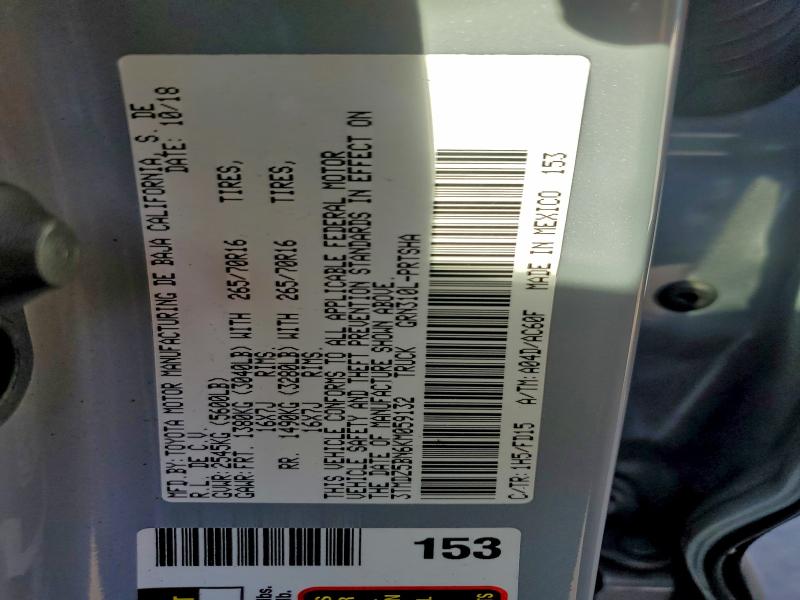 MFD.BY:TOYOTA MOTOR MANUFACTURING DE BAJA CALIFORNIA, S. DE
R.L. DE C.V. DATE: 10/18
GVWR:2545KG (5600LB)
GAWR:FRT. 1380KG (3040LB) WITH 265/70R16 TIRES,
16X7J RIMS,
RR. 1490KG (3280LB) WITH 265/70R16 TIRES,
16X7J RIMS.
THIS VEHICLE CONFORMS TO ALL APPLICABLE FEDERAL MOTOR
VEHICLE SAFETY AND THEFT PREVENTION STANDARDS IN EFFECT ON
THE DATE OF MANUFACTURE SHOWN ABOVE.
3TMDZ5BN6KM059132 TRUCK GRN310L-PRTSHA
C/TR:1H5/FD15 A/TM:A04D/AC60F MADE IN MEXICO 153
153
lbs.
lb.